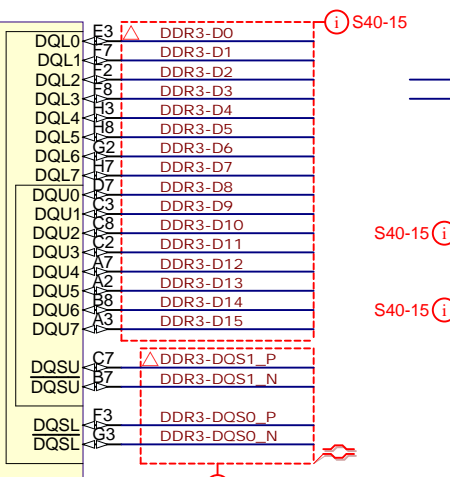 i S40-15
DQL0 E3 DDR3-D0
DQL1 F7 DDR3-D1
DQL2 F2 DDR3-D2
DQL3 F8 DDR3-D3
DQL4 H3 DDR3-D4
DQL5 H8 DDR3-D5
DQL6 G2 DDR3-D6
DQL7 H7 DDR3-D7
DQU0 D7 DDR3-D8
DQU1 C3 DDR3-D9
DQU2 C8 DDR3-D10 S40-15 i
DQU3 C2 DDR3-D11
DQU4 A7 DDR3-D12
DQU5 A2 DDR3-D13
DQU6 B8 DDR3-D14 S40-15 i
DQU7 A3 DDR3-D15
DQSU C7 DDR3-DQS1_P
DQSU B7 DDR3-DQS1_N
DQSL F3 DDR3-DQS0_P
DQSL G3 DDR3-DQS0_N